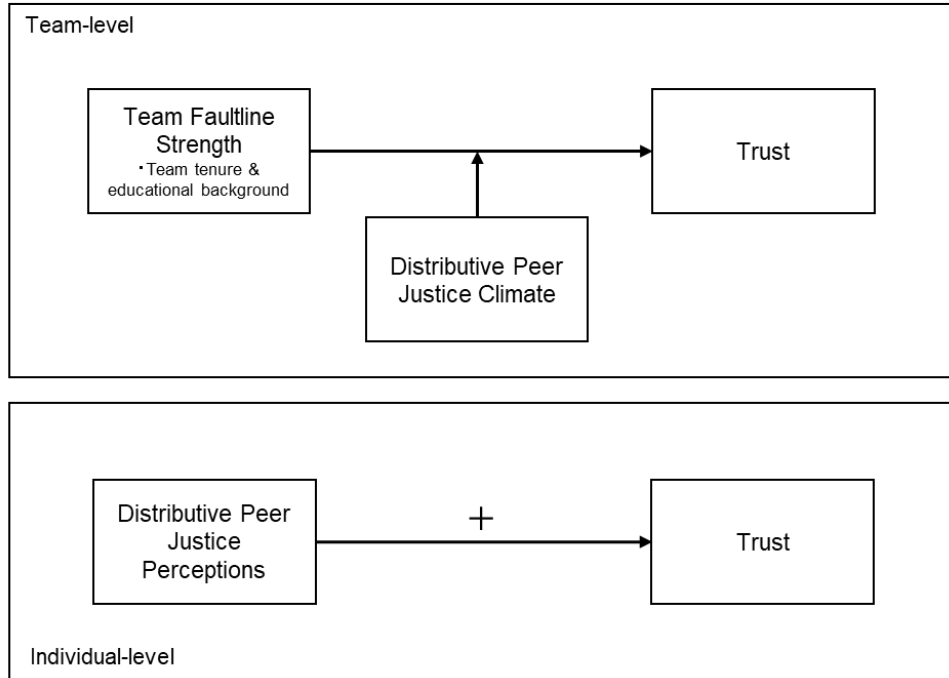 Team-level
Team Faultline
Strength
・Team tenure &
educational background
Trust
Distributive Peer
Justice Climate
Distributive Peer
Justice
Perceptions
+
Trust
Individual-level